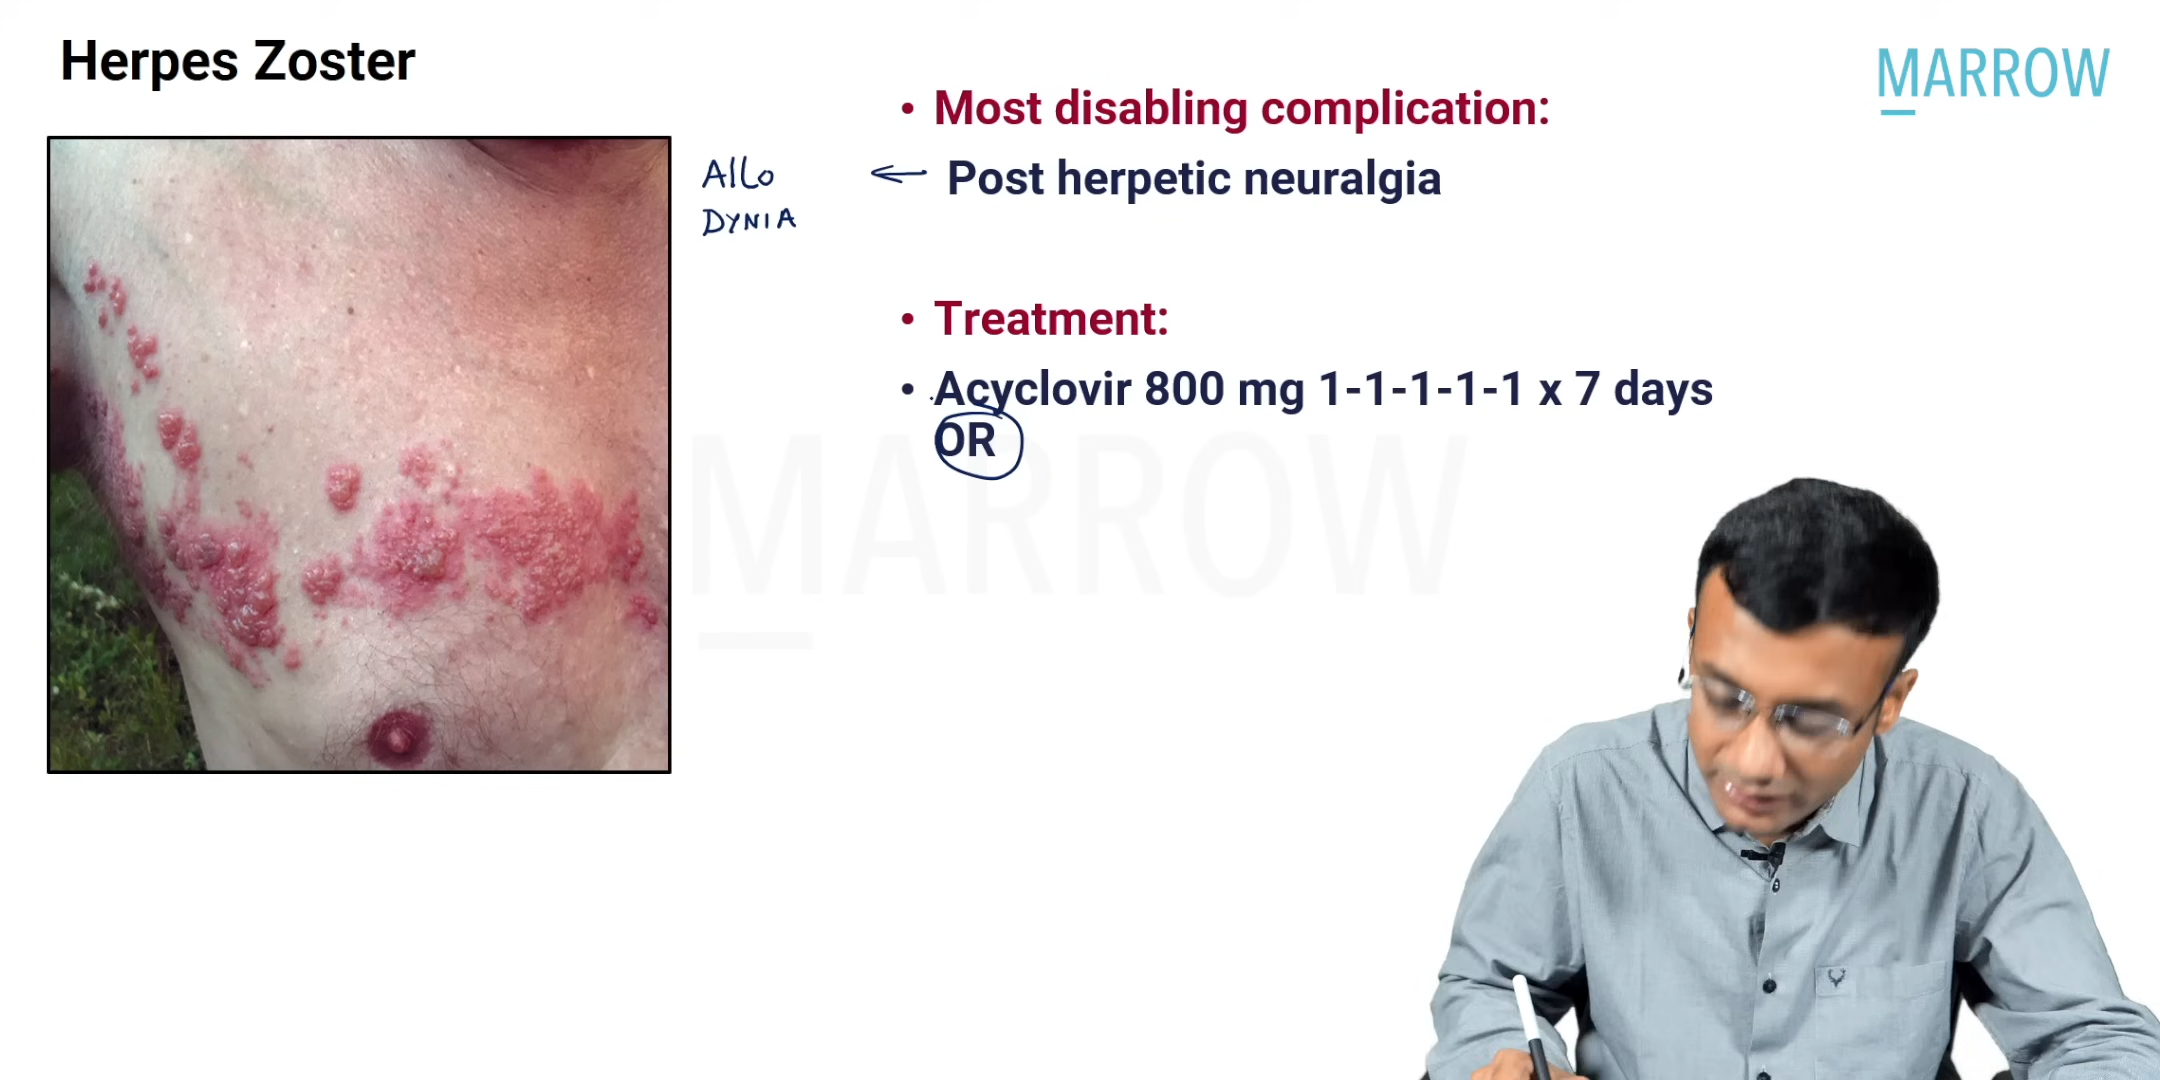 Herpes Zoster
MARROW
• Most disabling complication:
Allo
DYNIA
← Post herpetic neuralgia
• Treatment:
• Acyclovir 800 mg 1-1-1-1-1 x 7 days
OR
MARROW